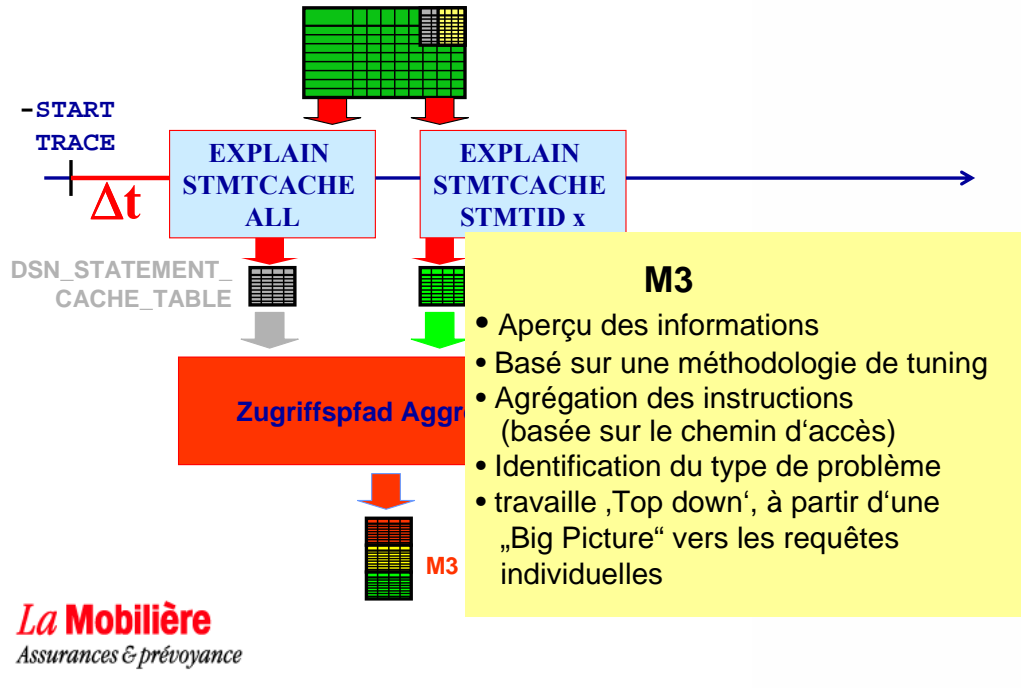 -START
TRACE
Δt
EXPLAIN
STMTCACHE
ALL
EXPLAIN
STMTCACHE
STMTID x
DSN_STATEMENT_
CACHE_TABLE
Zugriffspfad Aggr
M3
M3
• Aperçu des informations
• Basé sur une méthodologie de tuning
• Agrégation des instructions
(basée sur le chemin d‘accès)
• Identification du type de problème
• travaille ‚Top down‘, à partir d‘une
„Big Picture“ vers les requêtes
individuelles
La Mobilière
Assurances & prévoyance